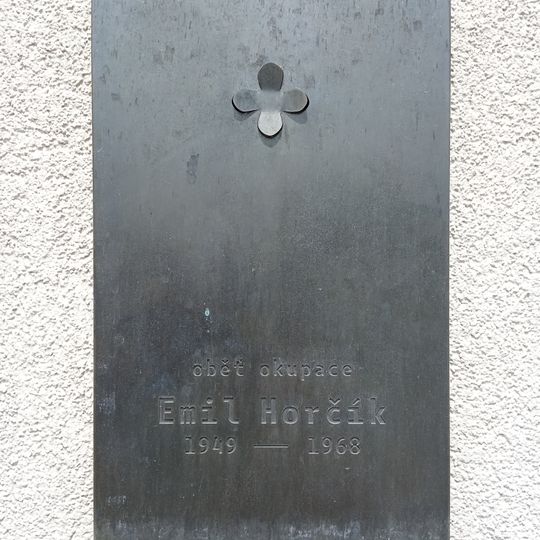 oběť okupace
Emil Horčík
1949 — 1968